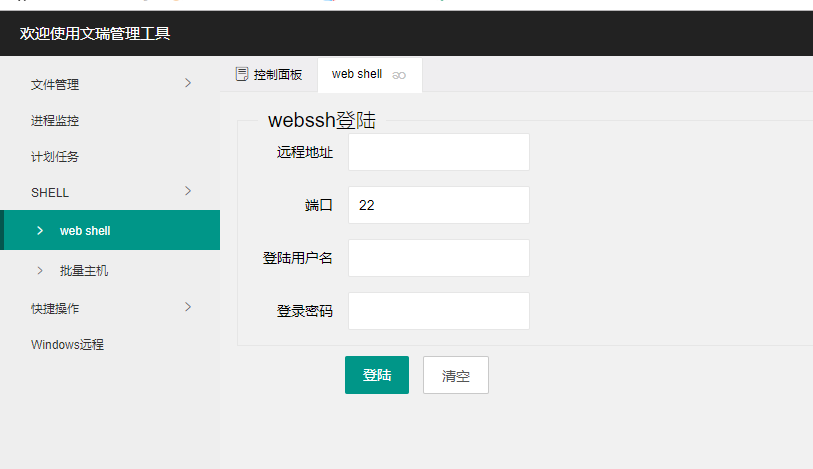 欢迎使用文瑞管理工具
控制面板
web shell
文件管理
进程监控
计划任务
SHELL
web shell
批量主机
快捷操作
Windows远程
webssh登陆
远程地址
端口 22
登陆用户名
登录密码
登陆 清空